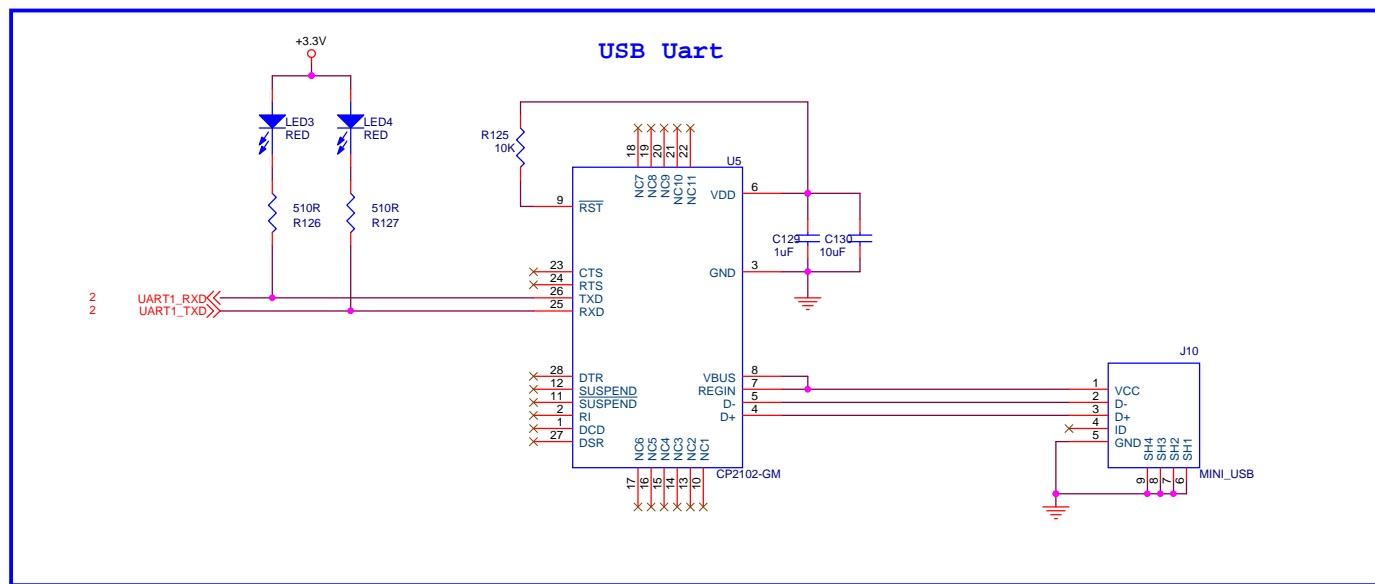 USB Uart
+3.3V
LED3
RED
LED4
RED
510R
R126
510R
R127
R125
10K
U5
18
19
20
21
22
NC7
NC8
NC9
NC10
NC11
9
RST
VDD
6
C129
1uF
C130
10uF
GND
3
23
CTS
24
RTS
26
TXD
25
RXD
2
UART1_RXD
2
UART1_TXD
28
DTR
12
SUSPEND
11
SUSPEND
2
RI
1
DCD
27
DSR
VBUS
8
REGIN
7
D-
5
D+
4
NC6
NC5
NC4
NC3
NC2
NC1
17
16
15
14
13
10
CP2102-GM
J10
1
VCC
2
D-
3
D+
4
ID
5
GND
SH4
SH3
SH2
SH1
9
8
7
6
MINI_USB